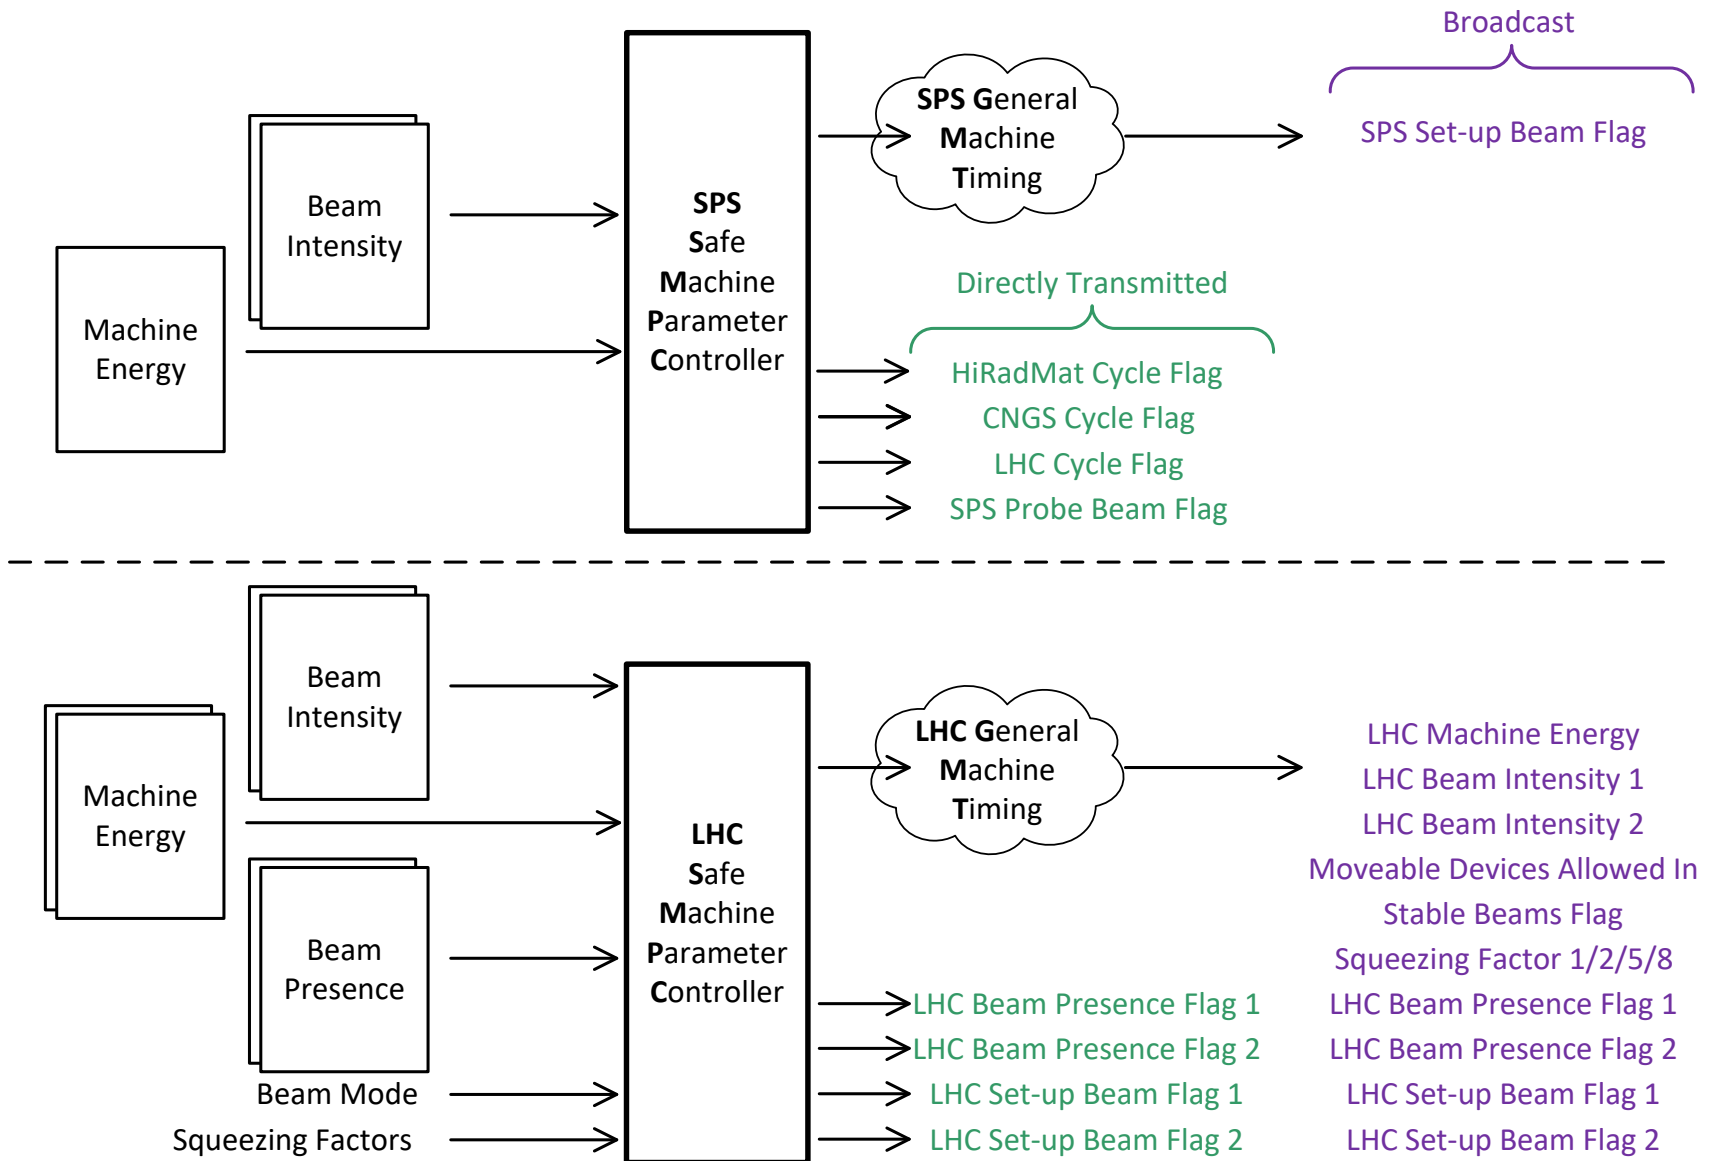 Broadcast
SPS General
Machine
Timing
SPS Set-up Beam Flag
Beam
Intensity
SPS
Safe
Machine
Parameter
Controller
Machine
Energy
Directly Transmitted
HiRadMat Cycle Flag
CNGS Cycle Flag
LHC Cycle Flag
SPS Probe Beam Flag
Beam
Intensity
Machine
Energy
Beam
Presence
Beam Mode
Squeezing Factors
LHC
Safe
Machine
Parameter
Controller
LHC General
Machine
Timing
LHC Beam Presence Flag 1
LHC Beam Presence Flag 2
LHC Set-up Beam Flag 1
LHC Set-up Beam Flag 2
LHC Machine Energy
LHC Beam Intensity 1
LHC Beam Intensity 2
Moveable Devices Allowed In
Stable Beams Flag
Squeezing Factor 1/2/5/8
LHC Beam Presence Flag 1
LHC Beam Presence Flag 2
LHC Set-up Beam Flag 1
LHC Set-up Beam Flag 2